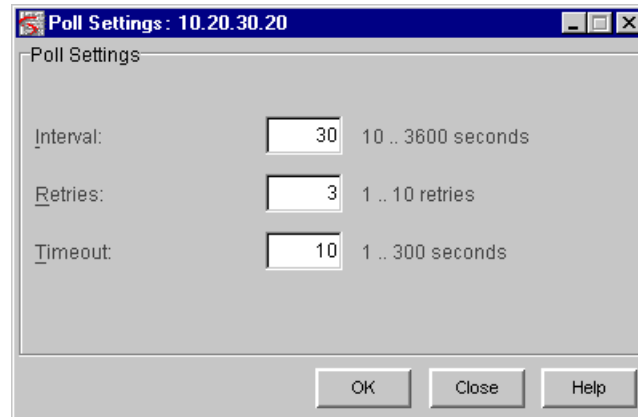 Poll Settings: 10.20.30.20
Poll Settings
Interval: 30 10 .. 3600 seconds
Retries: 3 1 .. 10 retries
Timeout: 10 1 .. 300 seconds
OK Close Help